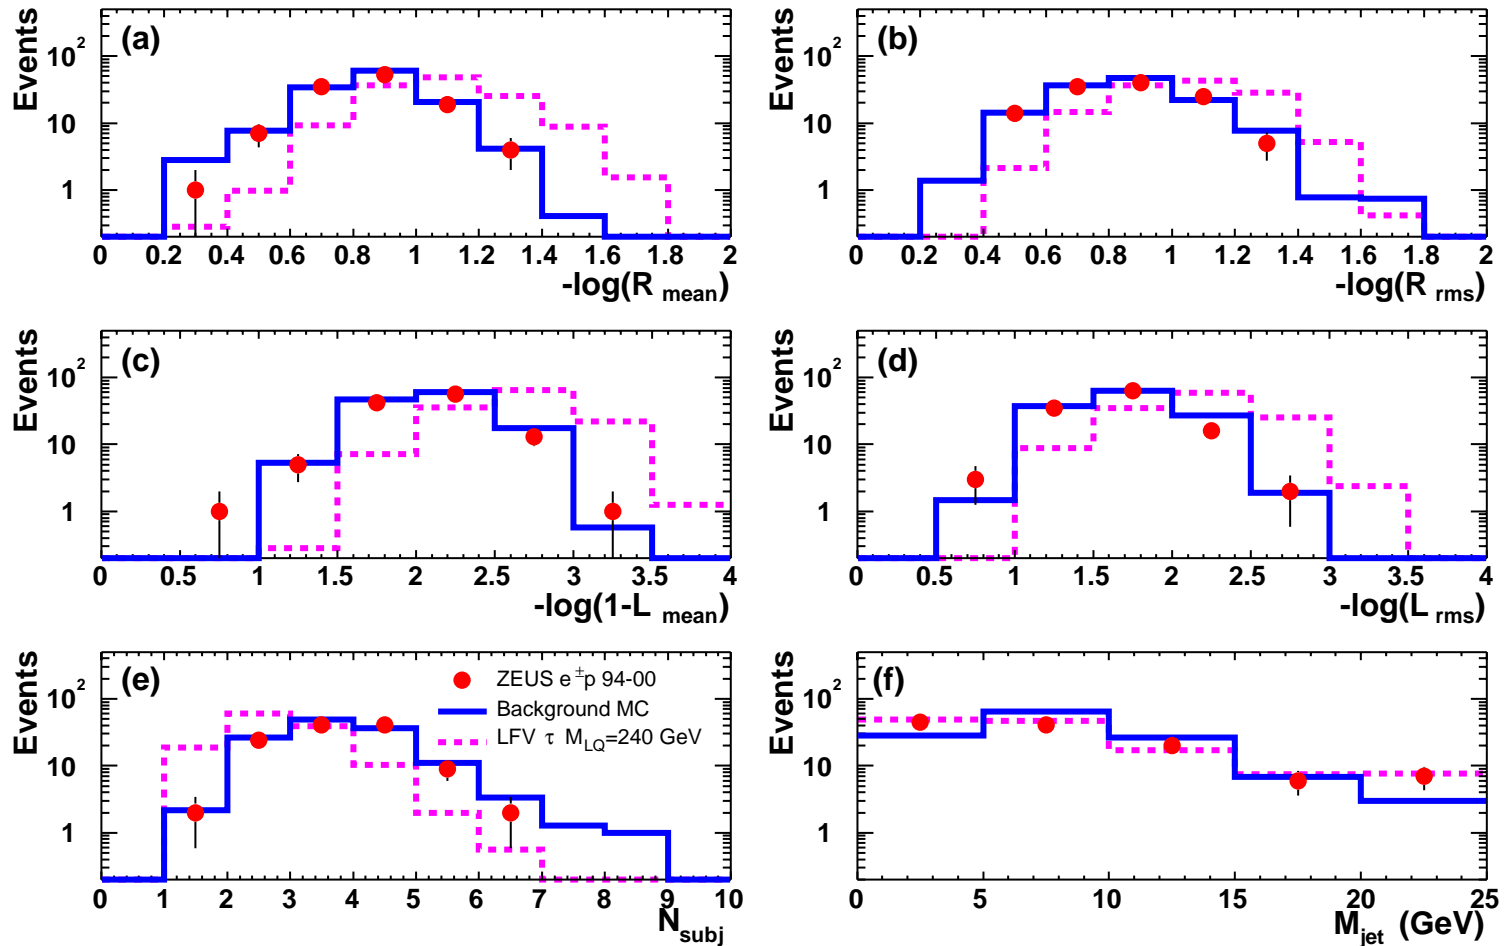 Events
(a)
10²
10
1
0 0.2 0.4 0.6 0.8 1 1.2 1.4 1.6 1.8 2
-log(R mean)
Events
(b)
10²
10
1
0 0.2 0.4 0.6 0.8 1 1.2 1.4 1.6 1.8 2
-log(R rms)
Events
(c)
10²
10
1
0 0.5 1 1.5 2 2.5 3 3.5 4
-log(1-L mean)
Events
(d)
10²
10
1
0 0.5 1 1.5 2 2.5 3 3.5 4
-log(L rms)
Events
(e)
10²
10
1
ZEUS e±p 94-00
Background MC
LFV τ M_LQ=240 GeV
0 1 2 3 4 5 6 7 8 9 10
N_subj
Events
(f)
10²
10
1
0 5 10 15 20 25
M_jet (GeV)